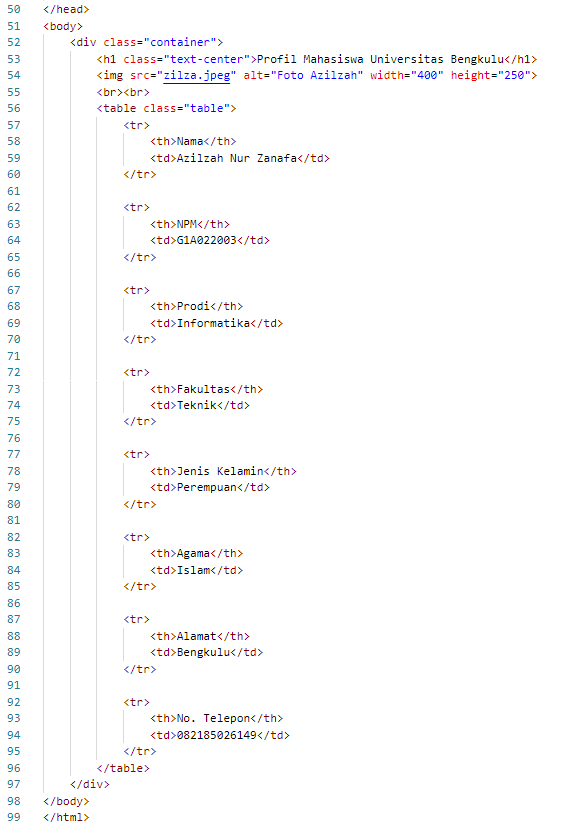 50 </head>
51 <body>
52 <div class="container">
53 <h1 class="text-center">Profil Mahasiswa Universitas Bengkulu</h1>
54 <img src="zilza.jpeg" alt="Foto Azilzah" width="400" height="250">
55 <br><br>
56 <table class="table">
57 <tr>
58 <th>Nama</th>
59 <td>Azilzah Nur Zanafa</td>
60 </tr>
61
62 <tr>
63 <th>NPM</th>
64 <td>G1A022003</td>
65 </tr>
66
67 <tr>
68 <th>Prodi</th>
69 <td>Informatika</td>
70 </tr>
71
72 <tr>
73 <th>Fakultas</th>
74 <td>Teknik</td>
75 </tr>
76
77 <tr>
78 <th>Jenis Kelamin</th>
79 <td>Perempuan</td>
80 </tr>
81
82 <tr>
83 <th>Agama</th>
84 <td>Islam</td>
85 </tr>
86
87 <tr>
88 <th>Alamat</th>
89 <td>Bengkulu</td>
90 </tr>
91
92 <tr>
93 <th>No. Telepon</th>
94 <td>082185026149</td>
95 </tr>
96 </table>
97 </div>
98 </body>
99 </html>